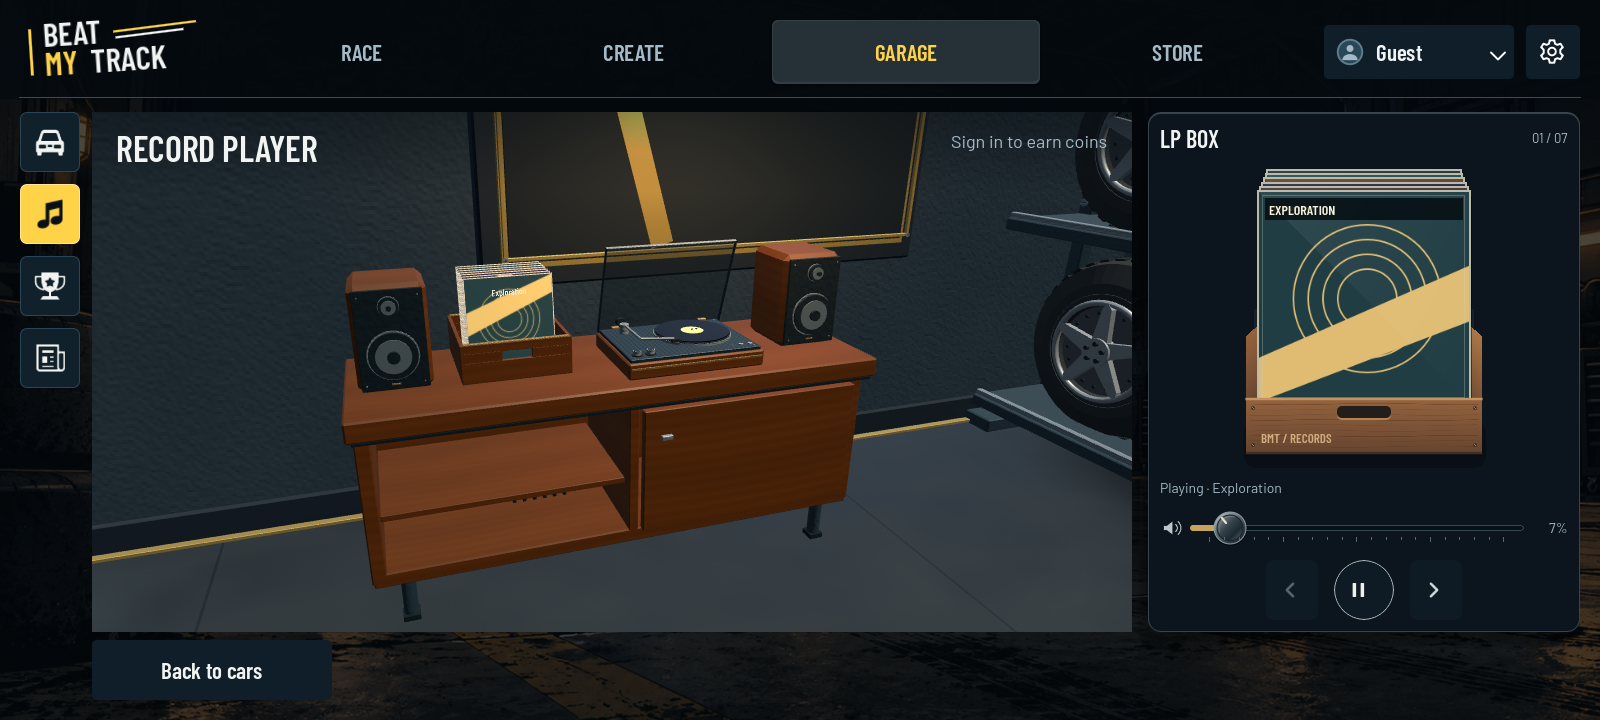 BEAT
MY TRACK
RACE
CREATE
GARAGE
STORE
Guest
RECORD PLAYER
Sign in to earn coins
Exploration
LP BOX
01 / 07
EXPLORATION
BMT / RECORDS
Playing · Exploration
7%
Back to cars